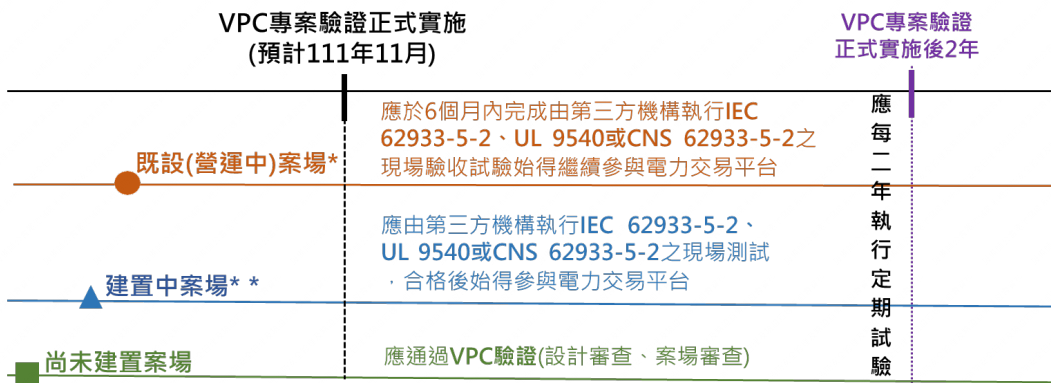 VPC專案驗證正式實施
(預計111年11月)
VPC專案驗證
正式實施後2年
既設(營運中)案場*
應於6個月內完成由第三方機構執行IEC
62933-5-2、UL 9540或CNS 62933-5-2之
現場驗收試驗始得繼續參與電力交易平台
建置中案場* *
應由第三方機構執行IEC 62933-5-2、
UL 9540或CNS 62933-5-2之現場測試
，合格後始得參與電力交易平台
尚未建置案場
應通過VPC驗證(設計審查、案場審查)
應每二年執行定期試驗